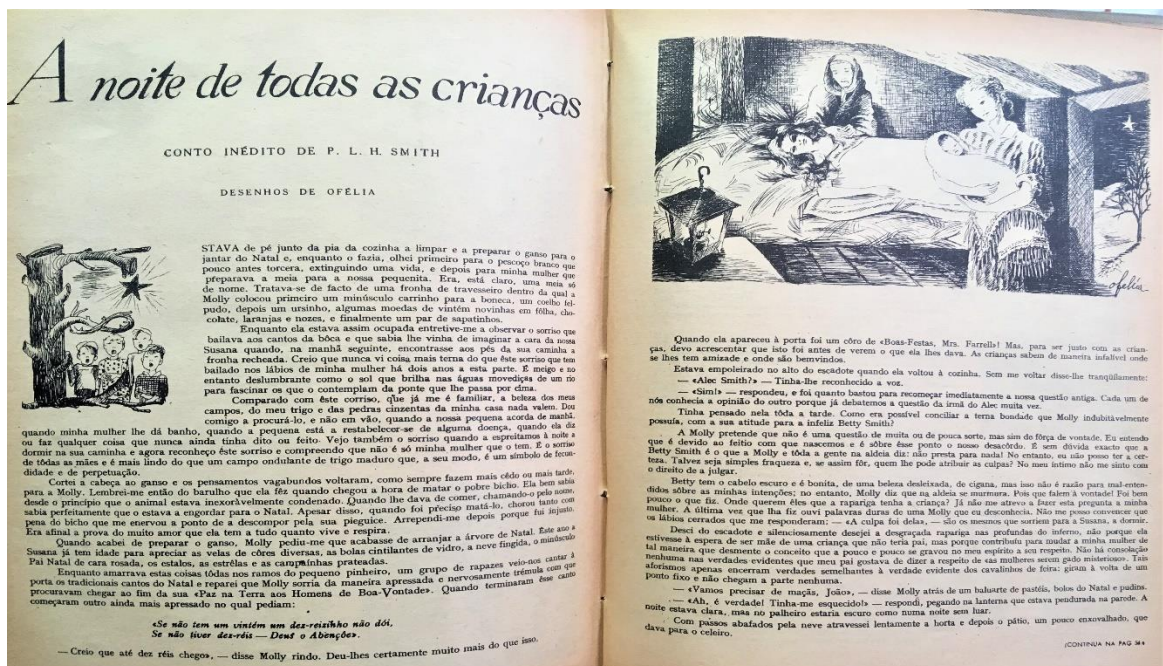 A noite de todas as crianças
CONTO INÉDITO DE P. L. H. SMITH
DESENHOS DE OFÉLIA
STAVA de pé junto da pia da cozinha a limpar e a preparar o ganso para o
jantar do Natal e, enquanto o fazia, olhei primeiro para o pescoço branco que
pouco antes torcera, extinguindo uma vida, e depois para minha mulher que
pfeparava a meia para a nossa pequenita. Era, está claro, uma meia só
de nome. Tratava-se de facto de uma fronha de travesseiro dentro da qual a
Molly colocou primeiro um minúsculo carrinho para a boneca, um coelho fel-
pudo, depois um ursinho, algumas moedas de vintém novinhas em fôlha, cho-
colate, laranjas e nozes, e finalmente um par de sapatinhos.
Enquanto ela estava assim ocupada entretive-me a observar o sorriso que
bailava aos cantos da bôca e que sabia lhe vinha de imaginar a cara da nossa
Susana quando, na manhã seguinte, encontrasse aos pés da sua caminha a
fronha recheada. Creio que nunca vi coisa mais terna do que êste sorriso que tem
bailado nos lábios de minha mulher há dois anos a esta parte. É meigo e no
entanto deslumbrante como o sol que brilha nas águas movediças de um rio
para fascinar os que o contemplam da ponte que lhe passa por cima.
Comparado com êste sorriso, que já me é familiar, a beleza dos meus
campos, do meu trigo e das pedras cinzentas da minha casa nada valem. Dou
comigo a procurá-lo, e não em vão, quando a nossa pequena acorda de manhã,
quando minha mulher lhe dá banho, quando a pequena está a restabelecer-se de alguma doença, quando ela diz
ou faz qualquer coisa que nunca ainda tinha dito ou feito. Vejo também o sorriso quando a espreitamos à noite a
dormir na sua caminha e agora reconheço êste sorriso e compreendo que não é só minha mulher que o tem. É o sorriso
de tôdas as mães e é mais lindo do que um campo ondulante de trigo maduro que, a seu modo, é um símbolo de fecun-
didade e de perpetuação.
Cortei a cabeça ao ganso e os pensamentos vagabundos voltaram, como sempre fazem mais cêdo ou mais tarde,
para a Molly. Lembrei-me então do barulho que ela fêz quando chegou a hora de matar o pobre bicho. Ela bem sabia
desde o princípio que o animal estava inexoràvelmente condenado. Quando lhe dava de comer, chamando-o pelo nome,
sabia perfeitamente que o estava a engordar para o Natal. Apesar disso, quando foi preciso matá-lo, chorou tanto com
pena do bicho que me enervou a ponto de a descompor pela sua pieguice. Arrependi-me depois porque fui injusto.
Era afinal a prova do muito amor que ela tem a tudo quanto vive e respira.
Quando acabei de preparar o ganso, Molly pediu-me que acabasse de arranjar a árvore de Natal. Êste ano a
Susana já tem idade para apreciar as velas de côres diversas, as bolas cintilantes de vidro, a neve fingida, o minúsculo
Pai Natal de cara rosada, os estalos, as estrêlas e as campaínhas prateadas.
Enquanto amarrava estas coisas tôdas nos ramos do pequeno pinheiro, um grupo de rapazes veio-nos cantar à
porta os tradicionais cantos do Natal e reparei que Molly sorria da maneira apressada e nervosamente trémula com que
procuravam chegar ao fim da sua «Paz na Terra aos Homens de Boa-Vontade». Quando terminaram êsse canto
começaram outro ainda mais apressado no qual pediam:
«Se não tem um vintém um dez-reizinho não dói,
Se não tiver dez-réis — Deus o Abençôe».
— Creio que até dez réis chego», — disse Molly rindo. Deu-lhes certamente muito mais do que isso.
ofélia
Quando ela apareceu à porta foi um côro de «Boas-Festas, Mrs. Farrell»! Mas, para ser justo com as crian-
ças, devo acrescentar que isto foi antes de verem o que ela lhes dava. As crianças sabem de maneira infalível onde
se lhes tem amizade e onde são bemvindos.
Estava empoleirado no alto do escadote quando ela voltou à cozinha. Sem me voltar disse-lhe tranqüilamente:
— «Alec Smith?» — Tinha-lhe reconhecido a voz.
— «Sim!» — respondeu, e foi quanto bastou para recomeçar imediatamente a nossa questão antiga. Cada um de
nós conhecia a opinião do outro porque já debatemos a questão da irmã do Alec muita vez.
Tinha pensado nela tôda a tarde. Como era possível conciliar a terna bondade que Molly indubitàvelmente
possuía, com a sua atitude para a infeliz Betty Smith?
A Molly pretende que não é uma questão de muita ou de pouca sorte, mas sim de fôrça de vontade. Eu entendo
que é devido ao feitio com que nascemos e é sôbre êsse ponto o nosso desacôrdo. É sem dúvida exacto que a
Betty Smith é o que a Molly e tôda a gente na aldeia diz: não presta para nada! No entanto, eu não posso ter a cer-
teza. Talvez seja simples fraqueza e, se assim fôr, quem lhe pode atribuir as culpas? No meu íntimo não me sinto com
o direito de a julgar.
Betty tem o cabelo escuro e é bonita, de uma beleza desleixada, de cigana, mas isso não é razão para mal-enten-
didos sôbre as minhas intenções; no entanto, Molly diz que na aldeia se murmura. Pois que falem à vontade! Foi bem
pouco o que fiz. Onde querem êles que a rapariga tenha a criança? Já não me atrevo a fazer esta pregunta a minha
mulher. A última vez que lha fiz ouvi palavras duras de uma Molly que eu desconhecia. Não me posso convencer que
os lábios cerrados que me responderam: — «A culpa foi dela», — são os mesmos que sorriem para a Susana, a dormir.
Desci do escadote e silenciosamente desejei a desgraçada rapariga nas profundas do inferno, não porque ela
estivesse à espera de ser mãe de uma criança que não teria pai, mas porque contribuíu para mudar a minha mulher de
tal maneira que desmente o conceito que a pouco e pouco se gravou no meu espírito a seu respeito. Não há consolação
nenhuma nas verdades evidentes que meu pai gostava de dizer a respeito de «as mulheres serem gado misterioso». Tais
aforismos apenas encerram verdades semelhantes à verdade evidente dos cavalinhos de feira: giram à volta de um
ponto fixo e não chegam a parte nenhuma.
— «Vamos precisar de maçãs, João», — disse Molly atrás de um baluarte de pastéis, bolos do Natal e pudins.
— «Ah, é verdade! Tinha-me esquecido!» — respondi, pegando na lanterna que estava pendurada na parede. A
noite estava clara, mas no palheiro estaria escuro como numa noite sem luar.
Com passos abafados pela neve atravessei lentamente a horta e depois o pátio, um pouco enxovalhado, que
dava para o celeiro.
(CONTINUA NA PAG